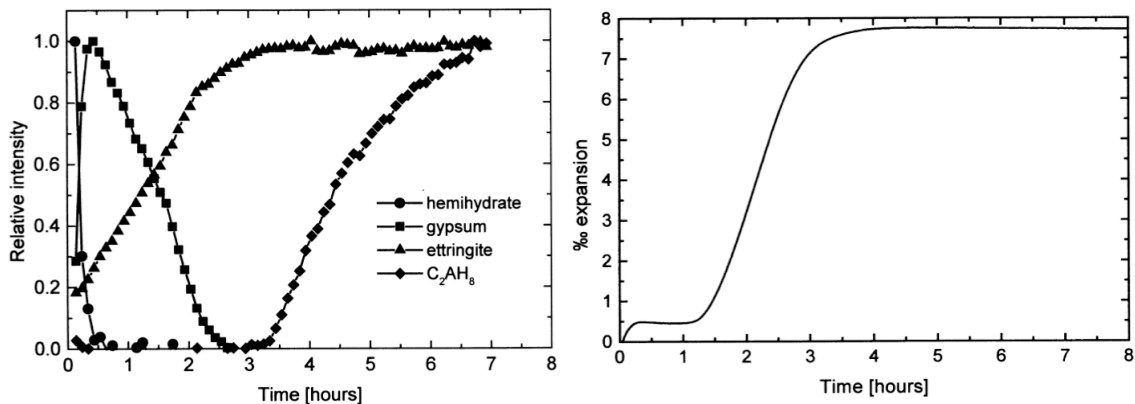 1.0
0.8
0.6
0.4
0.2
0.0
Relative intensity
hemihydrate
gypsum
ettringite
C₂AH₈
0 1 2 3 4 5 6 7 8
Time [hours]
8
7
6
5
4
3
2
1
0
‰ expansion
0 1 2 3 4 5 6 7 8
Time [hours]